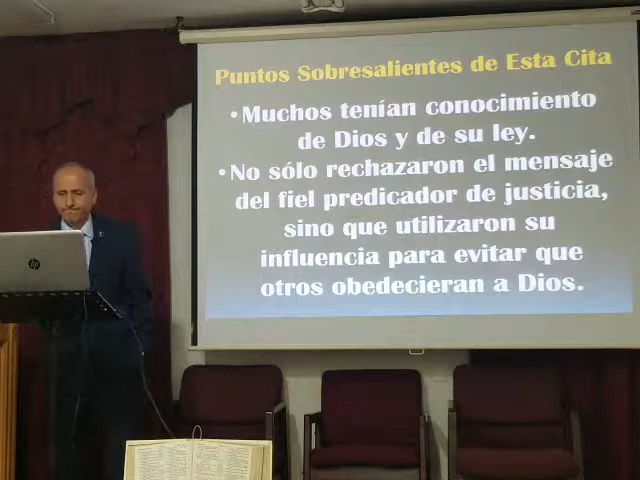 Puntos Sobresalientes de Esta Cita
• Muchos tenían conocimiento
de Dios y de su ley.
• No sólo rechazaron el mensaje
del fiel predicador de justicia,
sino que utilizaron su
influencia para evitar que
otros obedecieran a Dios.
hp